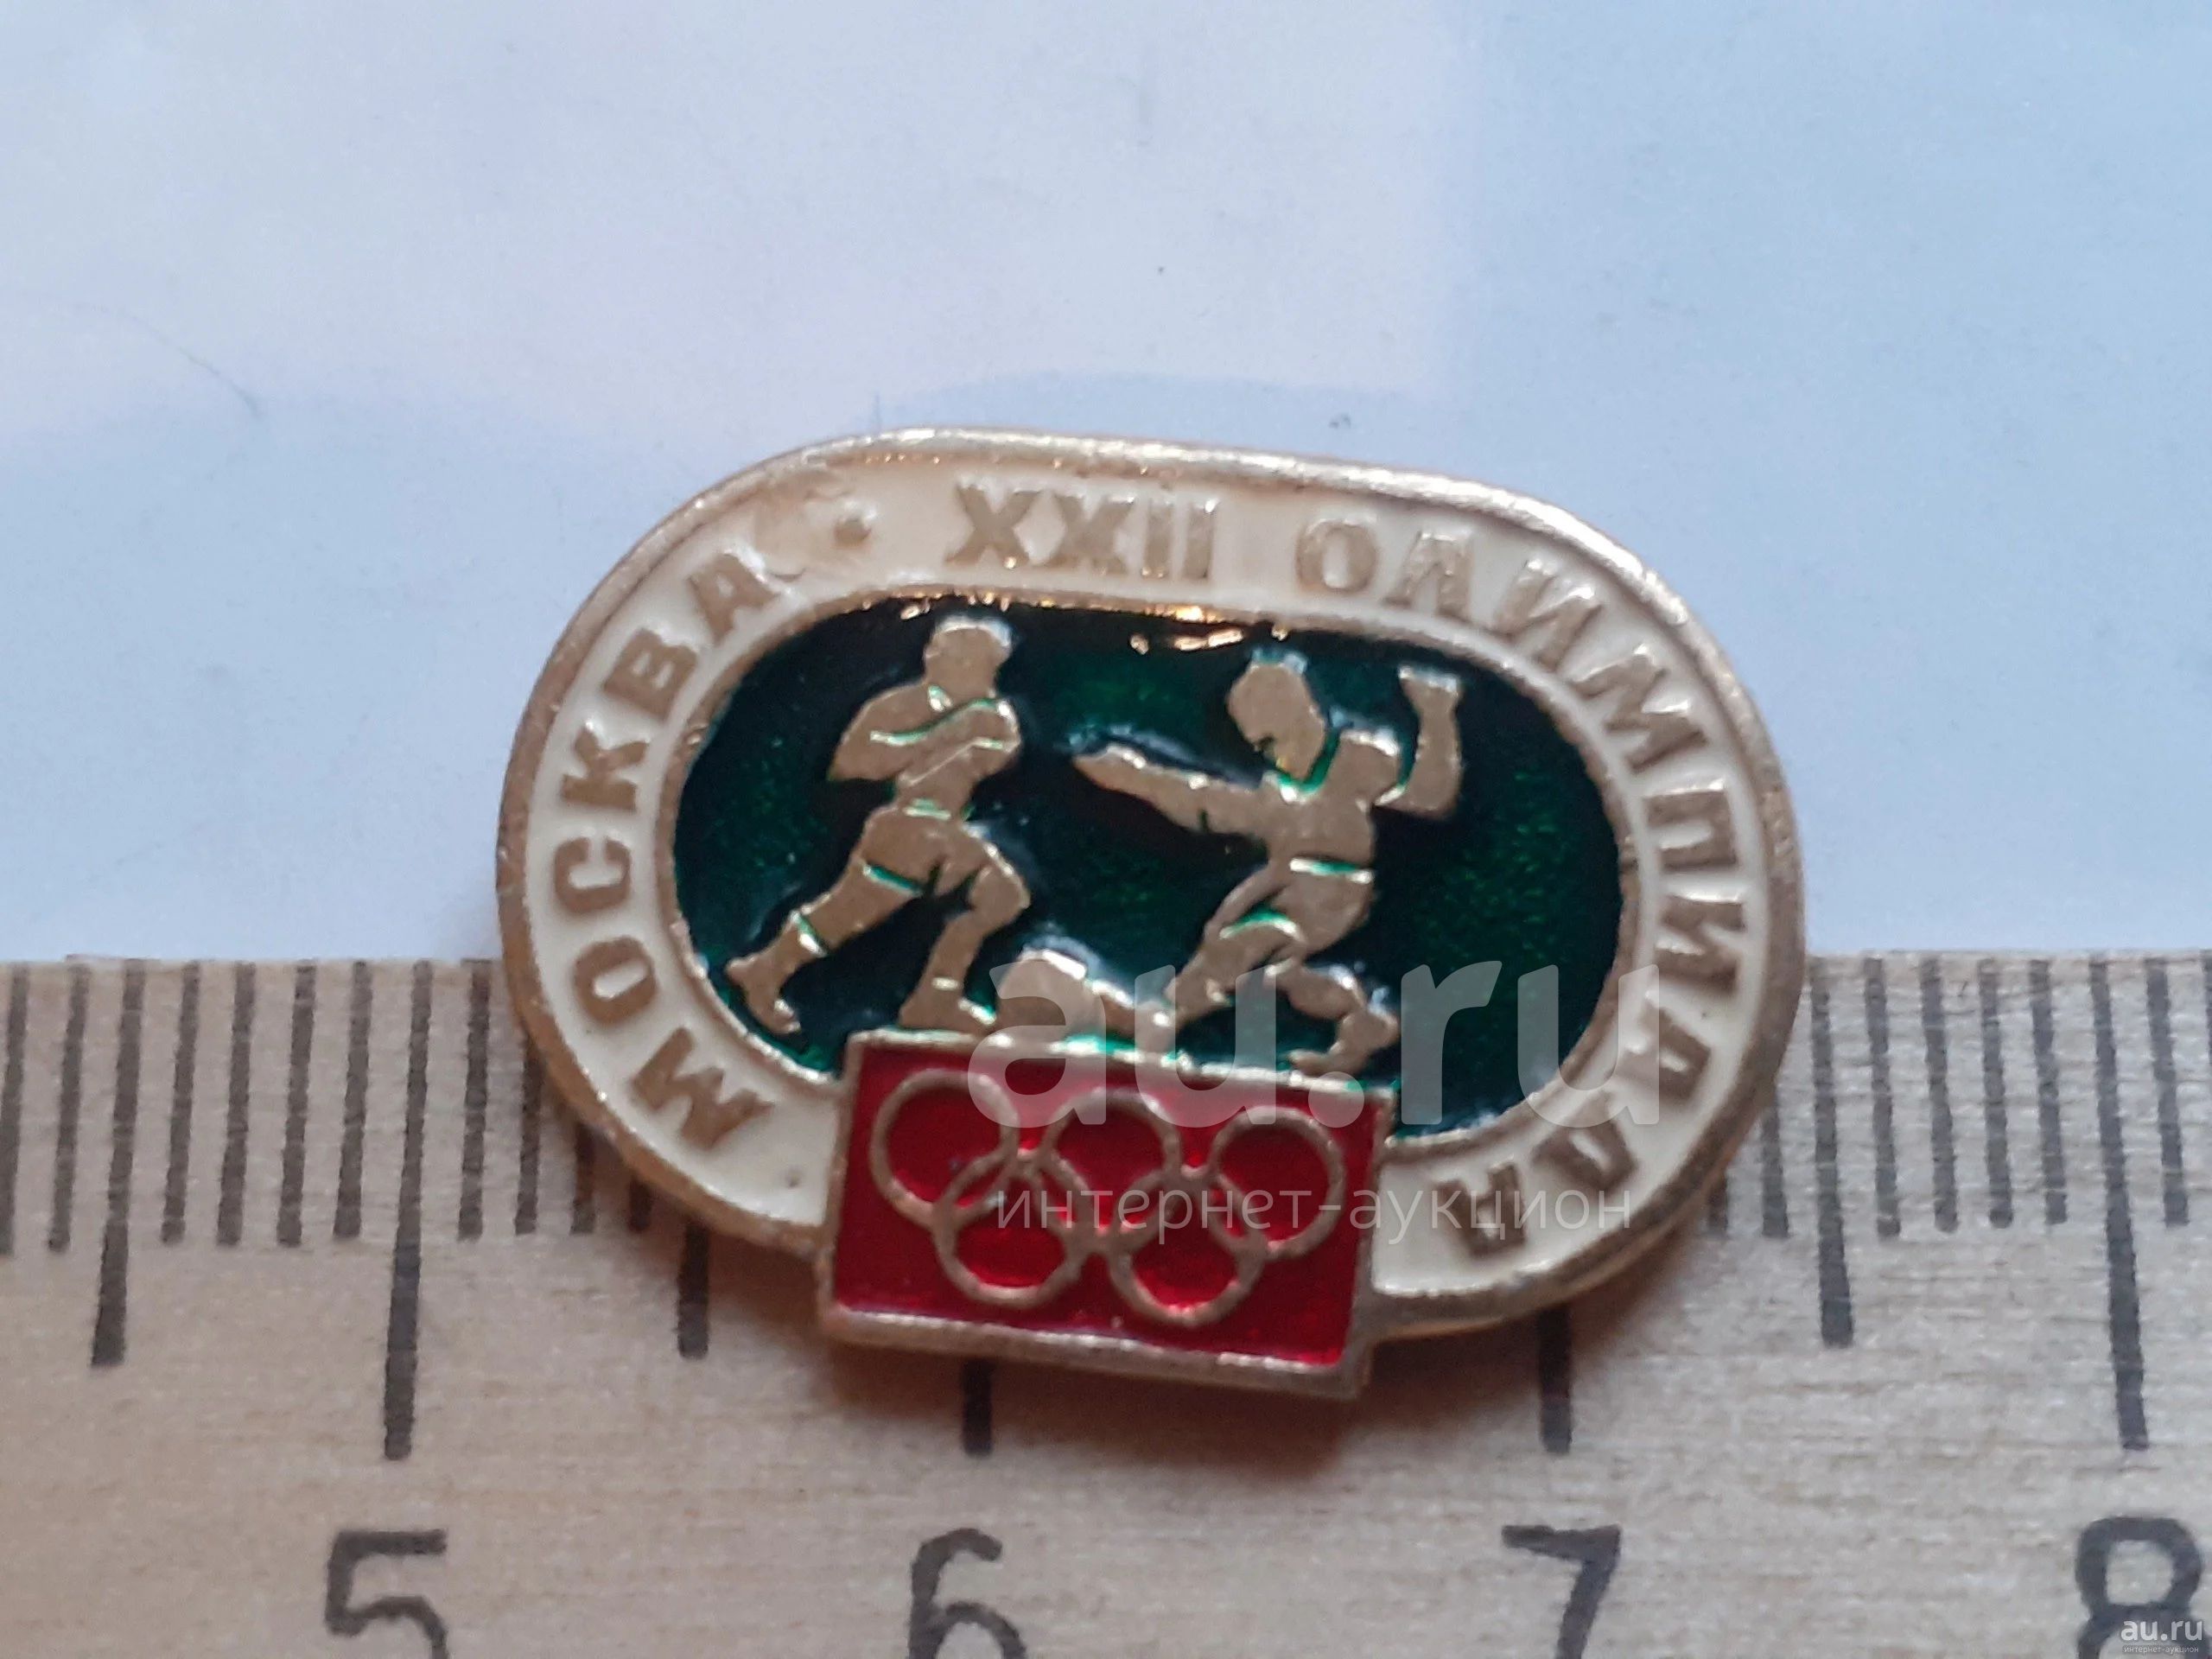 МОСКВА · XXII ОЛИМПИАДА
au.ru
интернет-аукцион
5 6 7 8
au.ru
интернет-аукцион